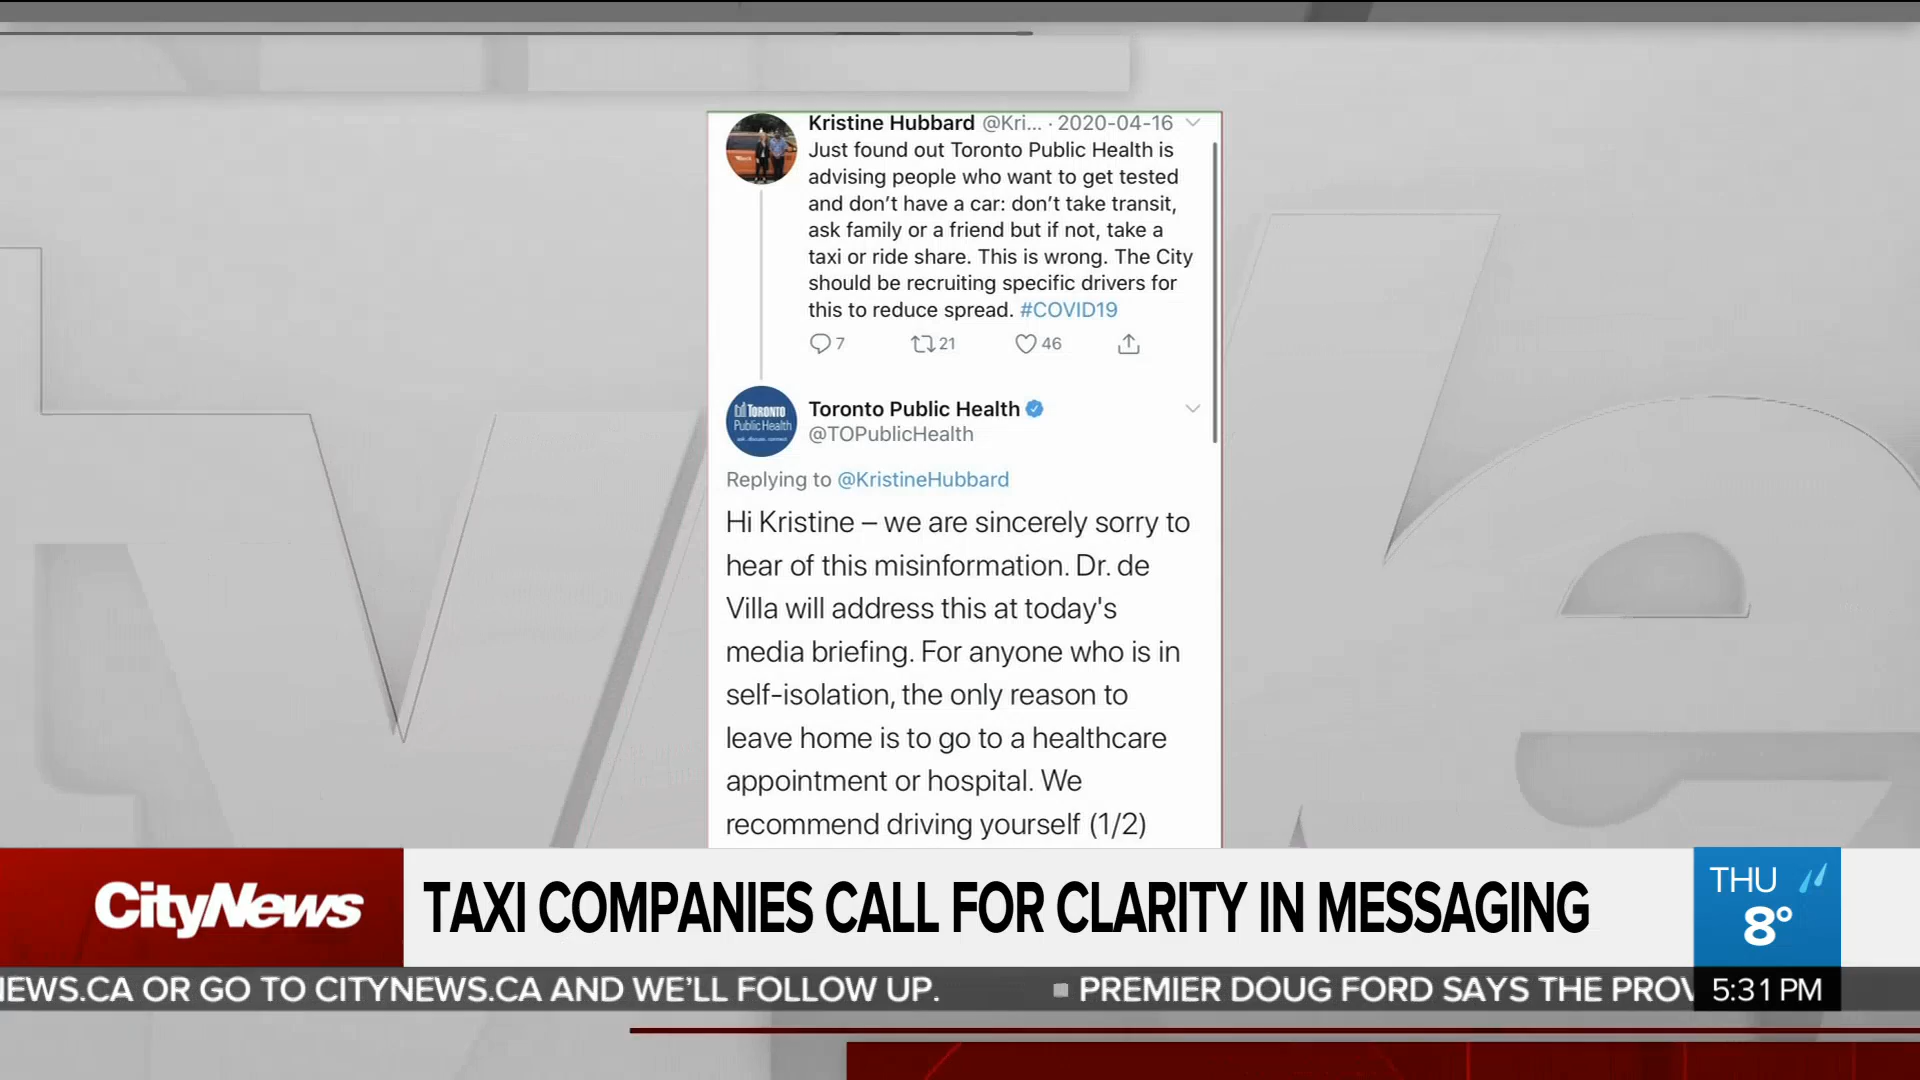 Kristine Hubbard @Kri... · 2020-04-16
Just found out Toronto Public Health is
advising people who want to get tested
and don't have a car: don't take transit,
ask family or a friend but if not, take a
taxi or ride share. This is wrong. The City
should be recruiting specific drivers for
this to reduce spread. #COVID19
7 21 46
TORONTO
Public Health
Toronto Public Health
@TOPublicHealth
Replying to @KristineHubbard
Hi Kristine – we are sincerely sorry to
hear of this misinformation. Dr. de
Villa will address this at today's
media briefing. For anyone who is in
self-isolation, the only reason to
leave home is to go to a healthcare
appointment or hospital. We
recommend driving yourself (1/2)
CityNews
TAXI COMPANIES CALL FOR CLARITY IN MESSAGING
THU
8°
EWS.CA OR GO TO CITYNEWS.CA AND WE'LL FOLLOW UP. PREMIER DOUG FORD SAYS THE PROV
5:31 PM